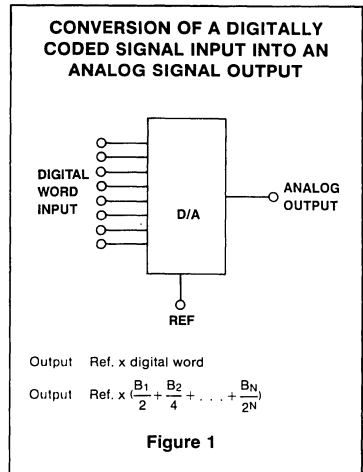 CONVERSION OF A DIGITALLY
CODED SIGNAL INPUT INTO AN
ANALOG SIGNAL OUTPUT
DIGITAL
WORD
INPUT
D/A
ANALOG
OUTPUT
REF
Output Ref. x digital word
Output Ref. x (B1/2 + B2/4 + . . . + BN/2N)
Figure 1